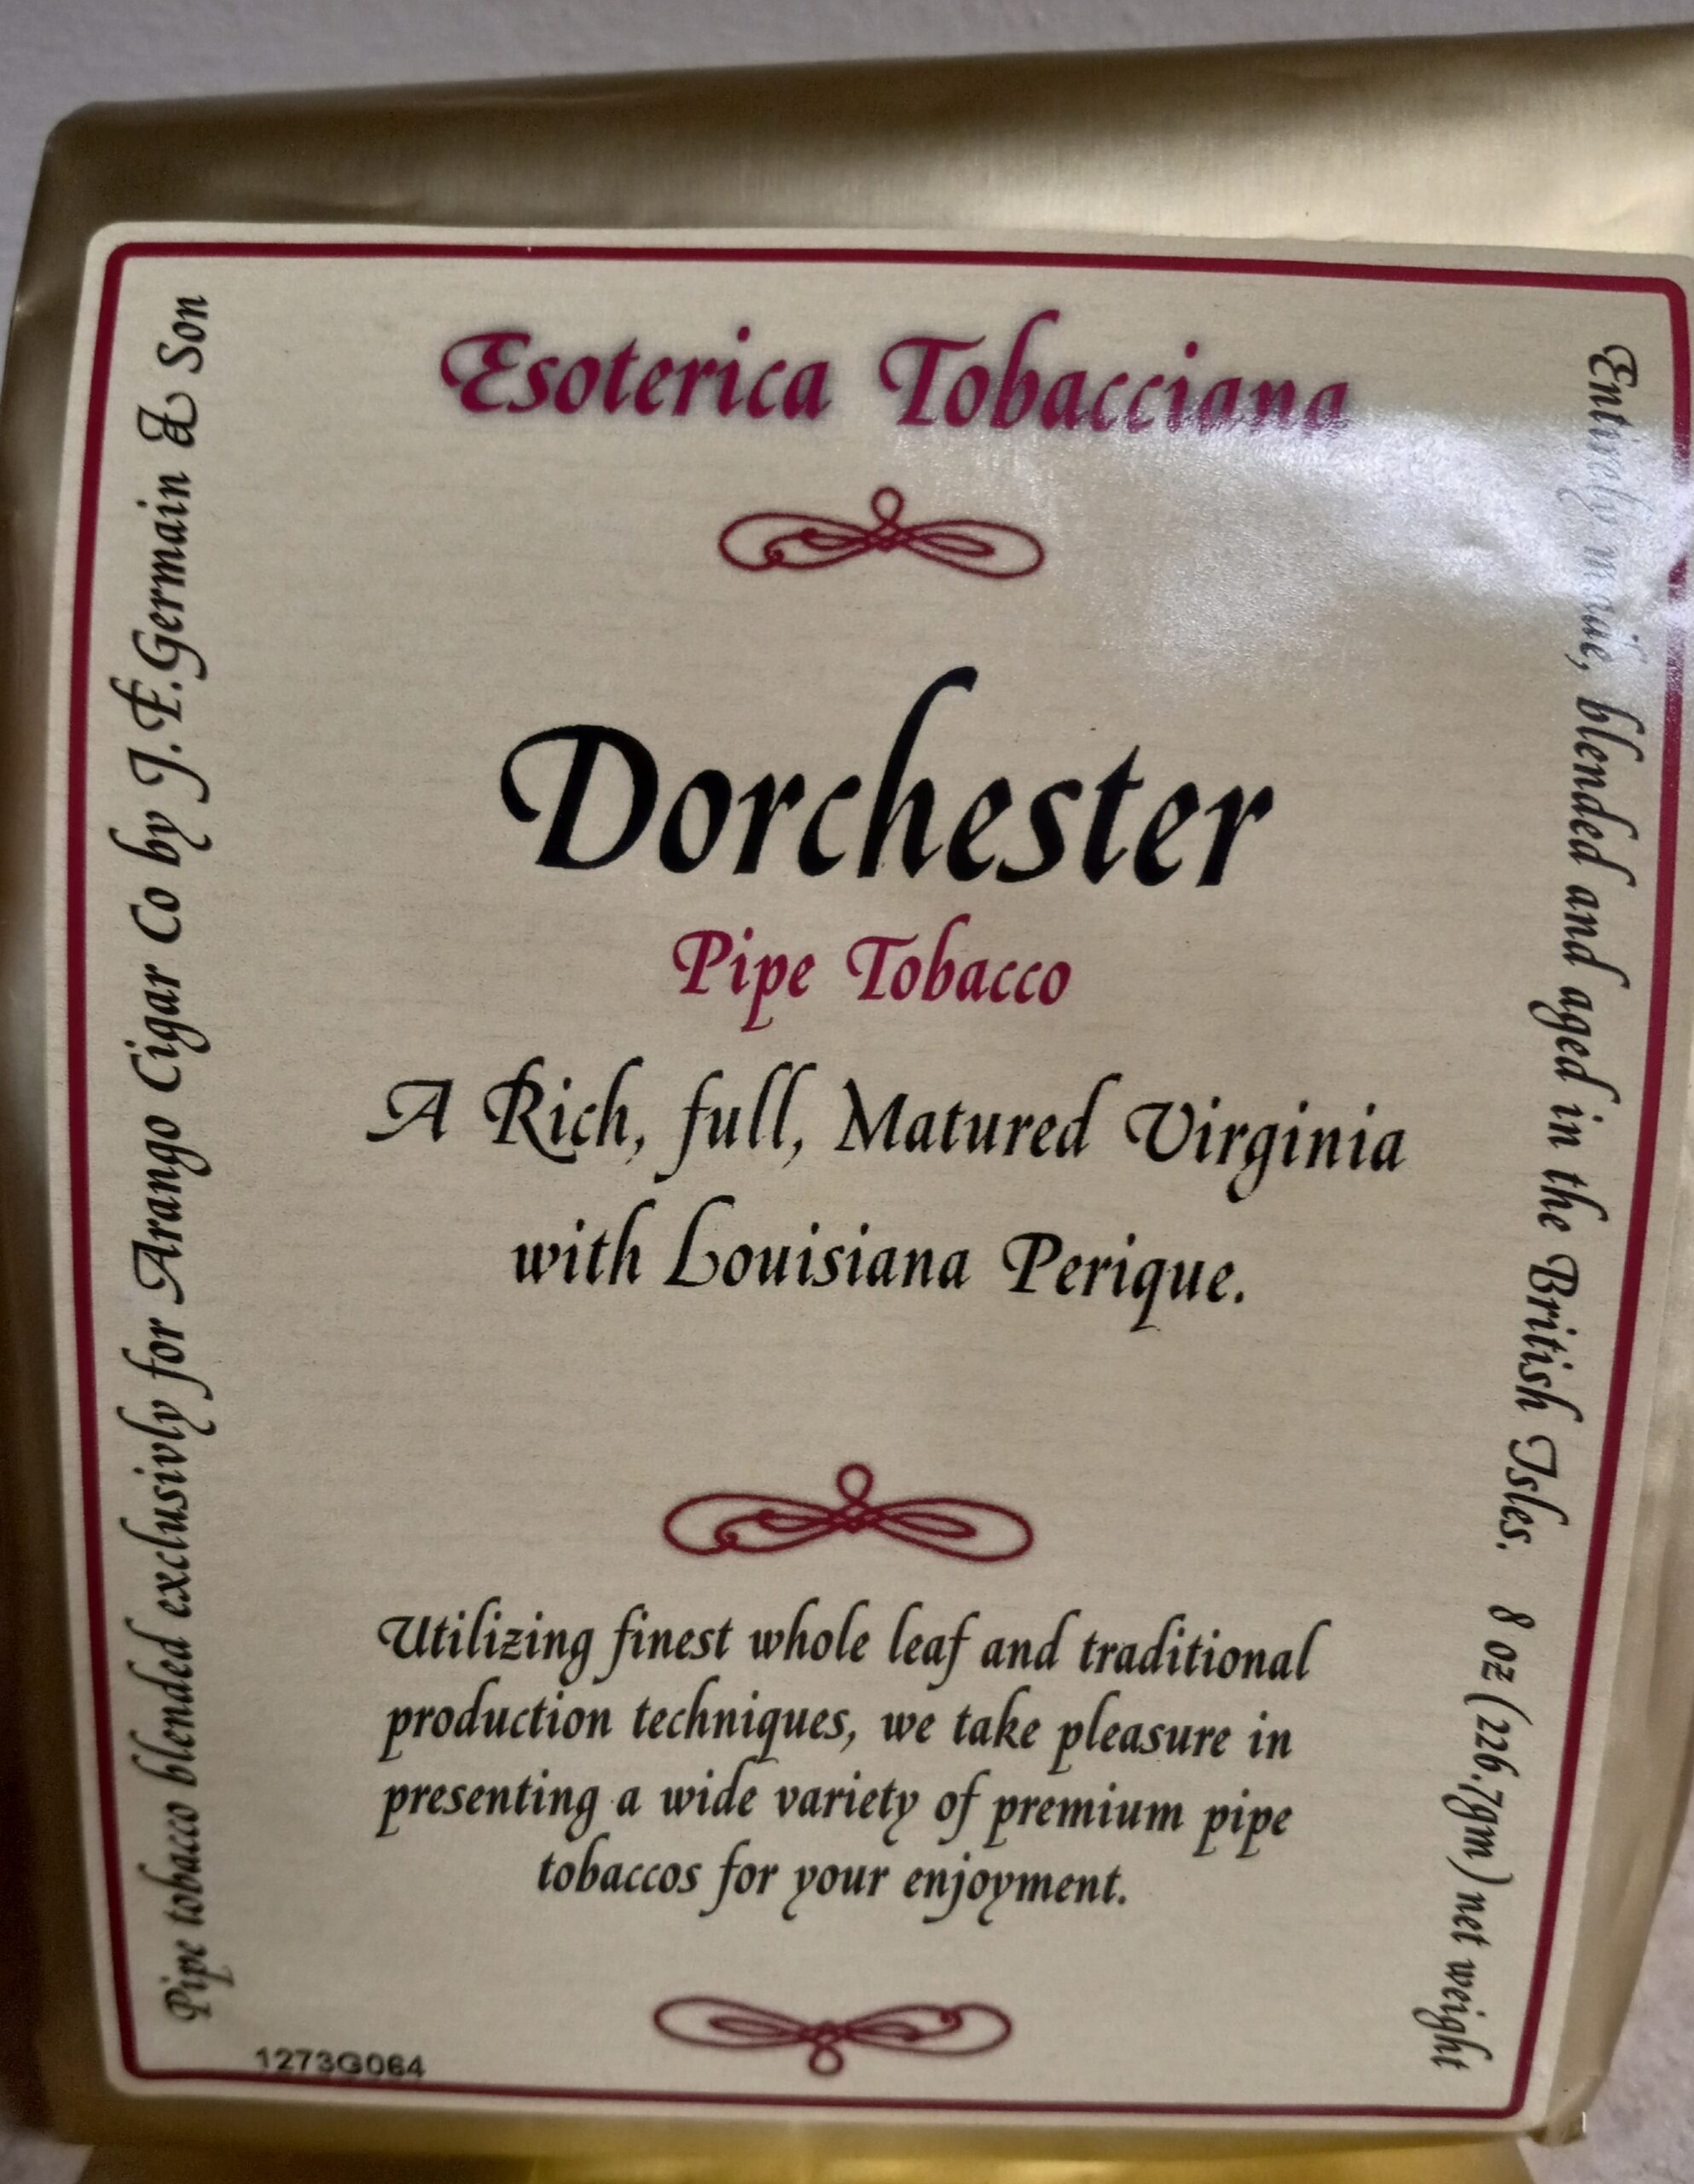 Esoterica Tobacciana
Dorchester
Pipe Tobacco
A Rich, full, Matured Virginia
with Louisiana Perique.
Utilizing finest whole leaf and traditional
production techniques, we take pleasure in
presenting a wide variety of premium pipe
tobaccos for your enjoyment.
1273G064
Pipe tobacco blended exclusivly for Arango Cigar Co by J.F.Germain & Son
Entirely made, blended and aged in the British Isles. 8 oz (226.7gm) net weight